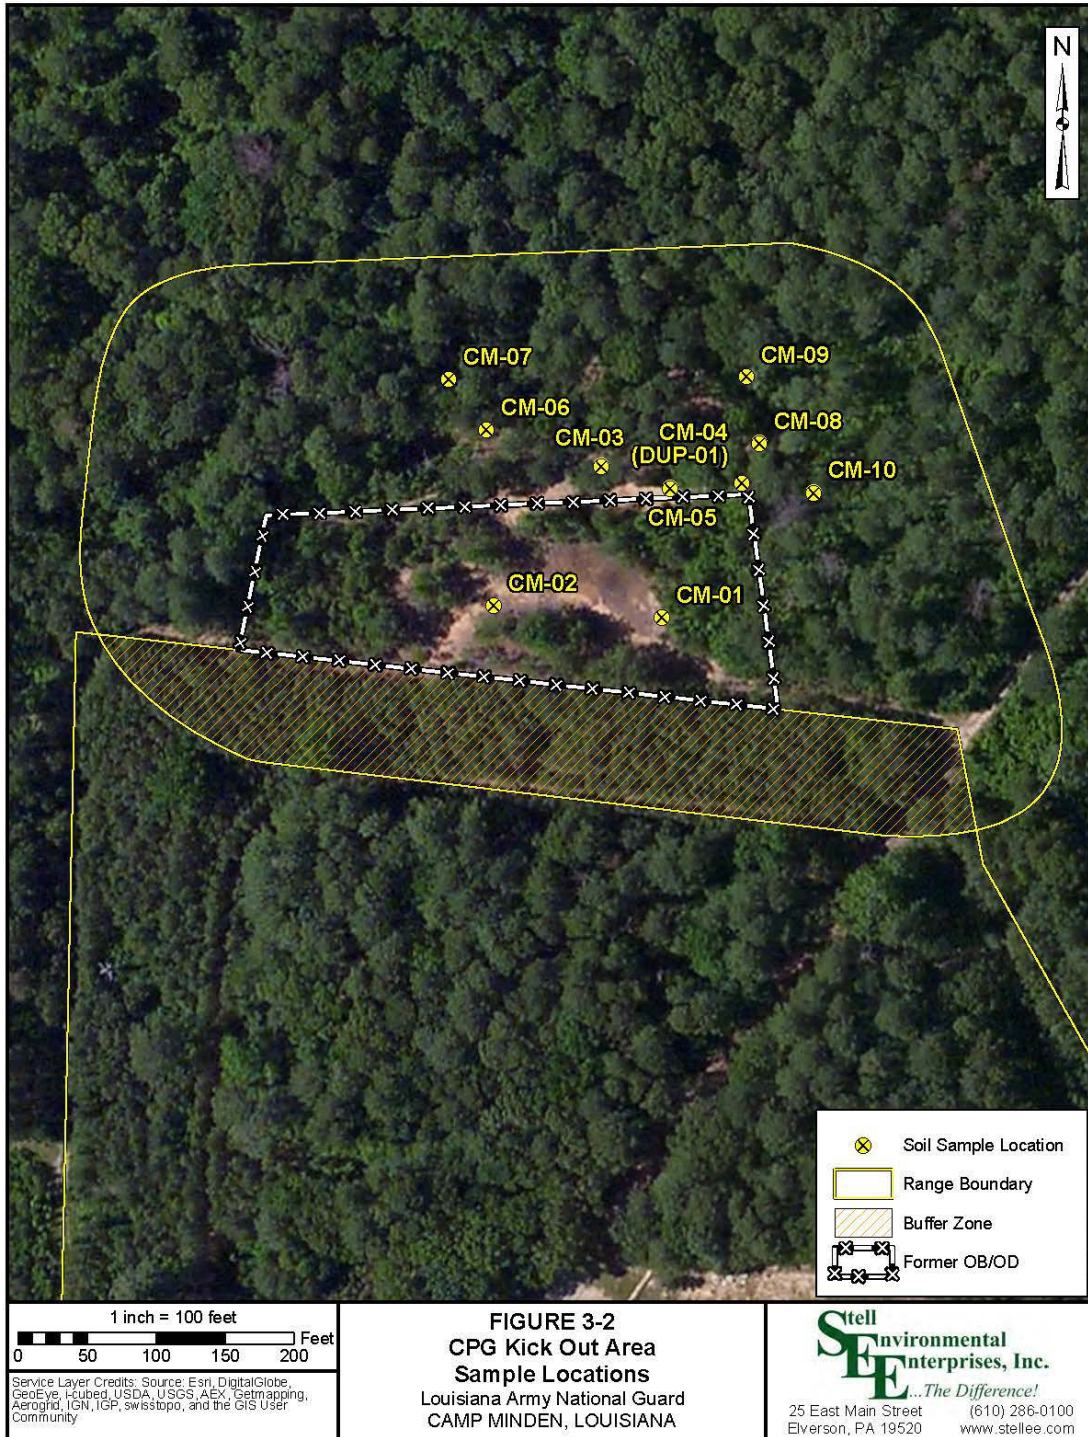 N
CM-07
CM-09
CM-06
CM-08
CM-03
CM-04
(DUP-01)
CM-10
CM-05
CM-02
CM-01
Soil Sample Location
Range Boundary
Buffer Zone
Former OB/OD
1 inch = 100 feet
Feet
0 50 100 150 200
Service Layer Credits: Source: Esri, DigitalGlobe,
GeoEye, i-cubed, USDA, USGS, AEX, Getmapping,
Aerogrid, IGN, IGP, swisstopo, and the GIS User
Community
FIGURE 3-2
CPG Kick Out Area
Sample Locations
Louisiana Army National Guard
CAMP MINDEN, LOUISIANA
Stell
Environmental
Enterprises, Inc.
...The Difference!
25 East Main Street (610) 286-0100
Elverson, PA 19520 www.stellee.com